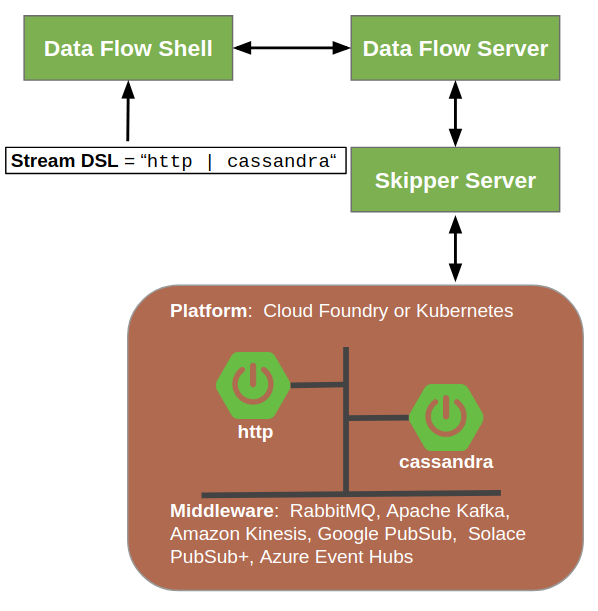 Data Flow Shell
Data Flow Server
Stream DSL = “http | cassandra“
Skipper Server
Platform:  Cloud Foundry or Kubernetes
http
cassandra
Middleware:  RabbitMQ, Apache Kafka,
Amazon Kinesis, Google PubSub,  Solace
PubSub+, Azure Event Hubs